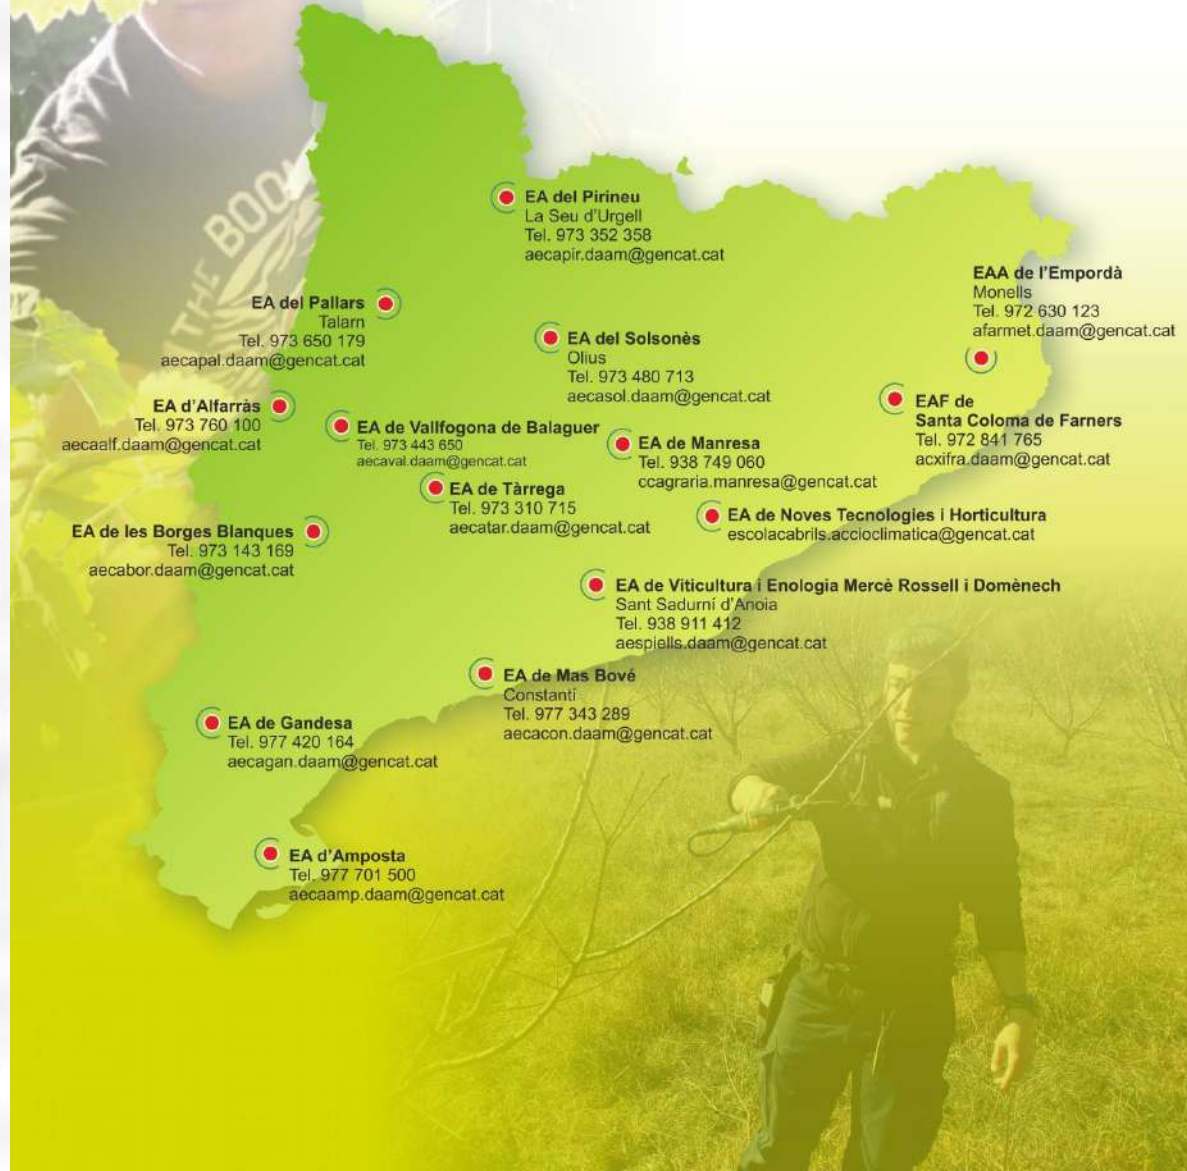 THE BOOK
EA del Pirineu
La Seu d'Urgell
Tel. 973 352 358
aecapir.daam@gencat.cat
EAA de l'Empordà
Monells
Tel. 972 630 123
afarmet.daam@gencat.cat
EA del Pallars
Talarn
Tel. 973 650 179
aecapal.daam@gencat.cat
EA del Solsonès
Olius
Tel. 973 480 713
aecasol.daam@gencat.cat
EA d'Alfarràs
Tel. 973 760 100
aecaalf.daam@gencat.cat
EA de Vallfogona de Balaguer
Tel. 973 443 650
aecaval.daam@gencat.cat
EAF de
Santa Coloma de Farners
Tel. 972 841 765
acxifra.daam@gencat.cat
EA de Manresa
Tel. 938 749 060
ccagraria.manresa@gencat.cat
EA de Tàrrega
Tel. 973 310 715
aecatar.daam@gencat.cat
EA de Noves Tecnologies i Horticultura
escolacabrils.accioclimatica@gencat.cat
EA de les Borges Blanques
Tel. 973 143 169
aecabor.daam@gencat.cat
EA de Viticultura i Enologia Mercè Rossell i Domènech
Sant Sadurní d'Anoia
Tel. 938 911 412
aespiells.daam@gencat.cat
EA de Mas Bové
Constantí
Tel. 977 343 289
aecacon.daam@gencat.cat
EA de Gandesa
Tel. 977 420 164
aecagan.daam@gencat.cat
EA d'Amposta
Tel. 977 701 500
aecaamp.daam@gencat.cat